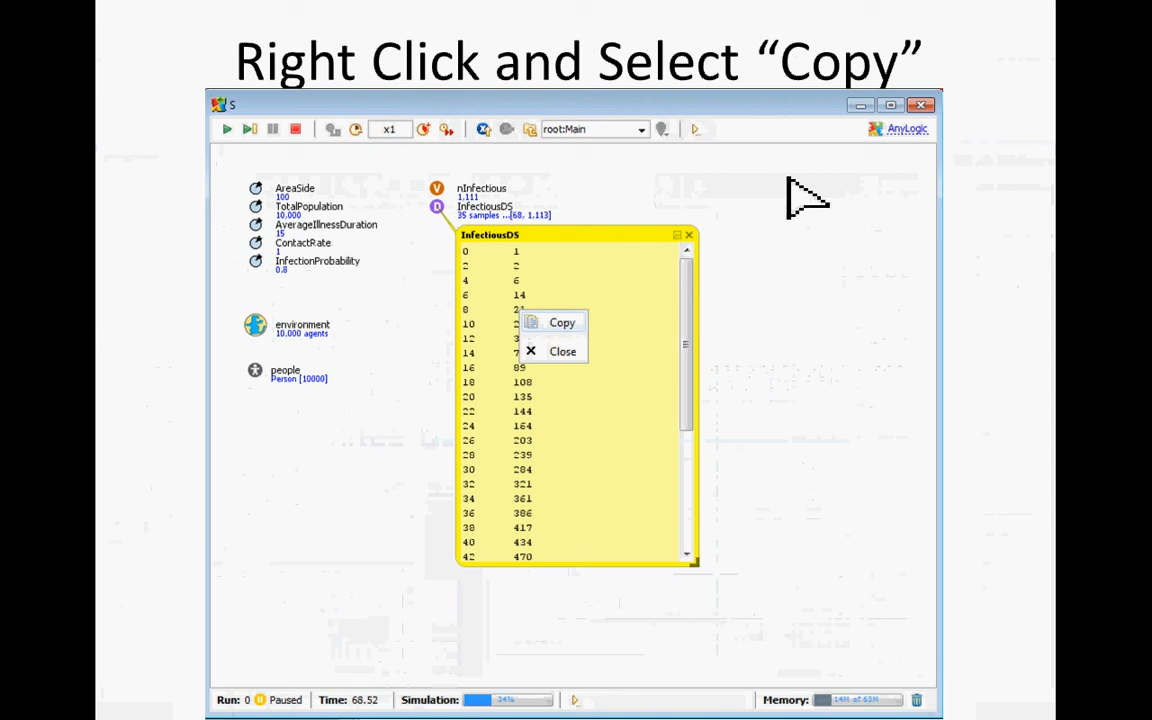 Right Click and Select “Copy”
S
x1
root:Main
AnyLogic
AreaSide
100
TotalPopulation
10,000
AverageIllnessDuration
15
ContactRate
1
InfectionProbability
0.8
environment
10,000 agents
people
Person [10000]
V nInfectious
1,111
D InfectiousDS
35 samples ...[68, 1,113]
InfectiousDS
0 1
2 2
4 6
6 14
8
10
12
14
16 89
18 108
20 135
22 144
24 164
26 203
28 239
30 284
32 321
34 361
36 386
38 417
40 434
42 470
Copy
Close
Run: 0 Paused Time: 68.52 Simulation: 34% Memory: 14M of 63M